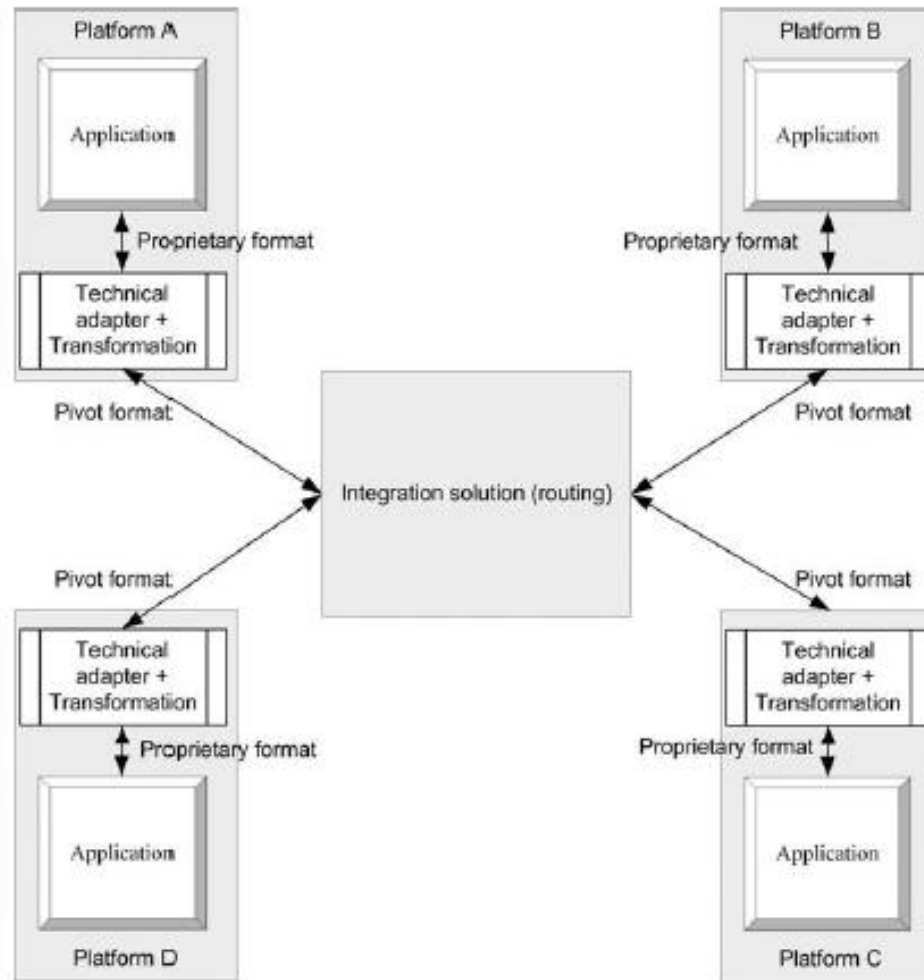 Platform A
Application
Proprietary format
Technical
adapter +
Transformation
Pivot format
Platform B
Application
Proprietary format
Technical
adapter +
Transformation
Pivot format
Integration solution (routing)
Pivot format
Technical
adapter +
Transformation
Proprietary format
Application
Platform D
Pivot format
Technical
adapter +
Transformation
Proprietary format
Application
Platform C